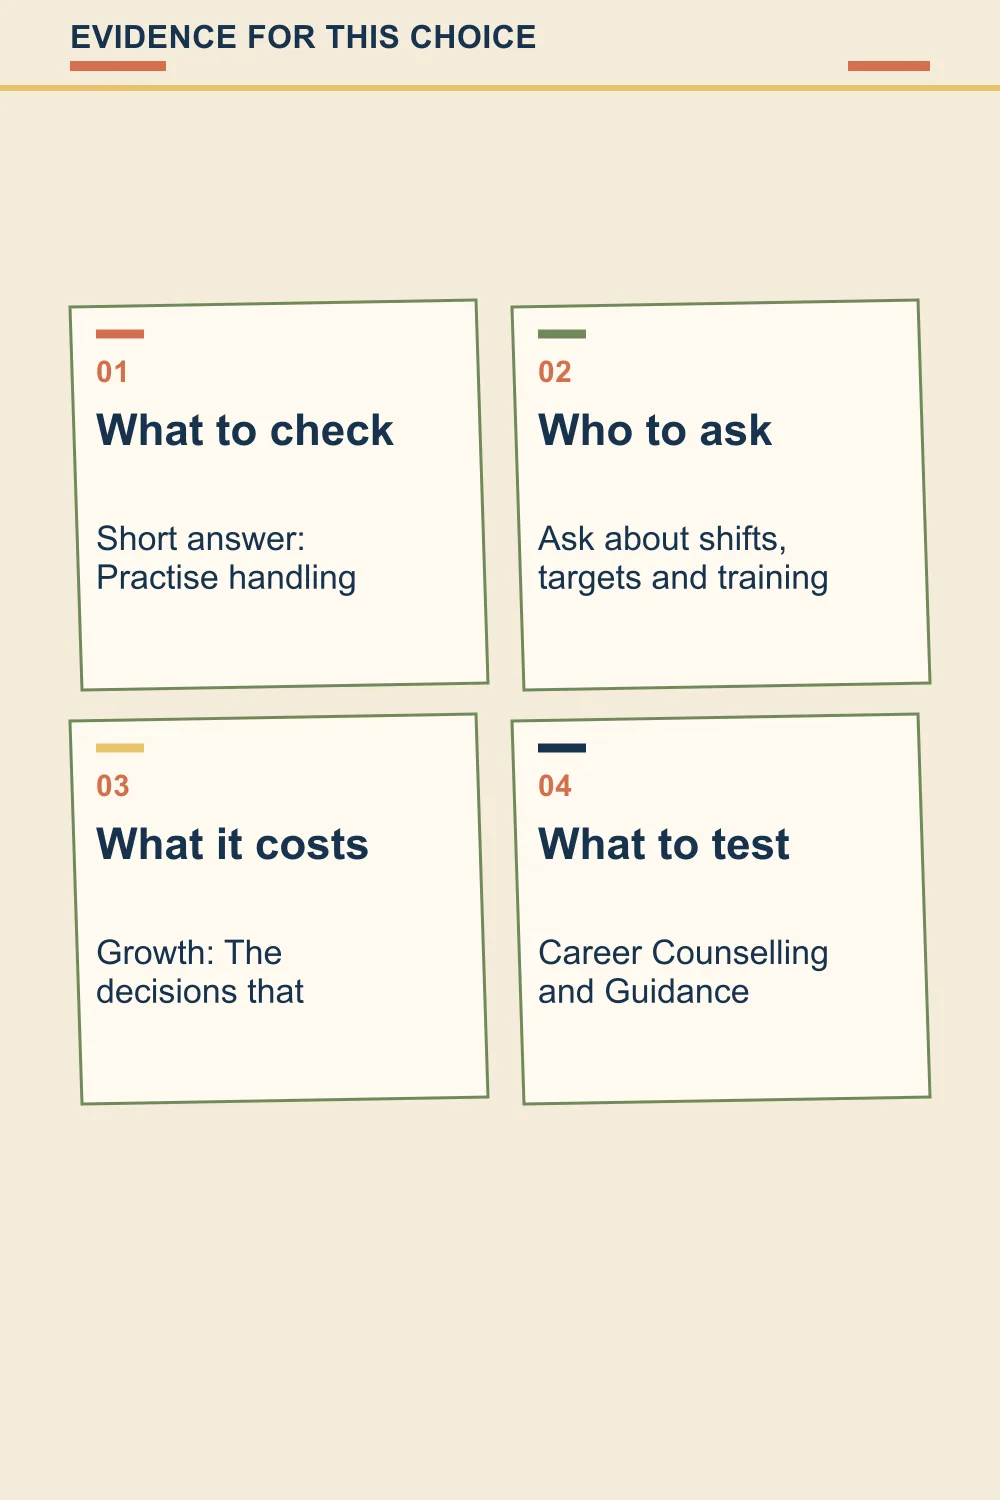 EVIDENCE FOR THIS CHOICE
01
What to check
Short answer:
Practise handling
02
Who to ask
Ask about shifts,
targets and training
03
What it costs
Growth: The
decisions that
04
What to test
Career Counselling
and Guidance